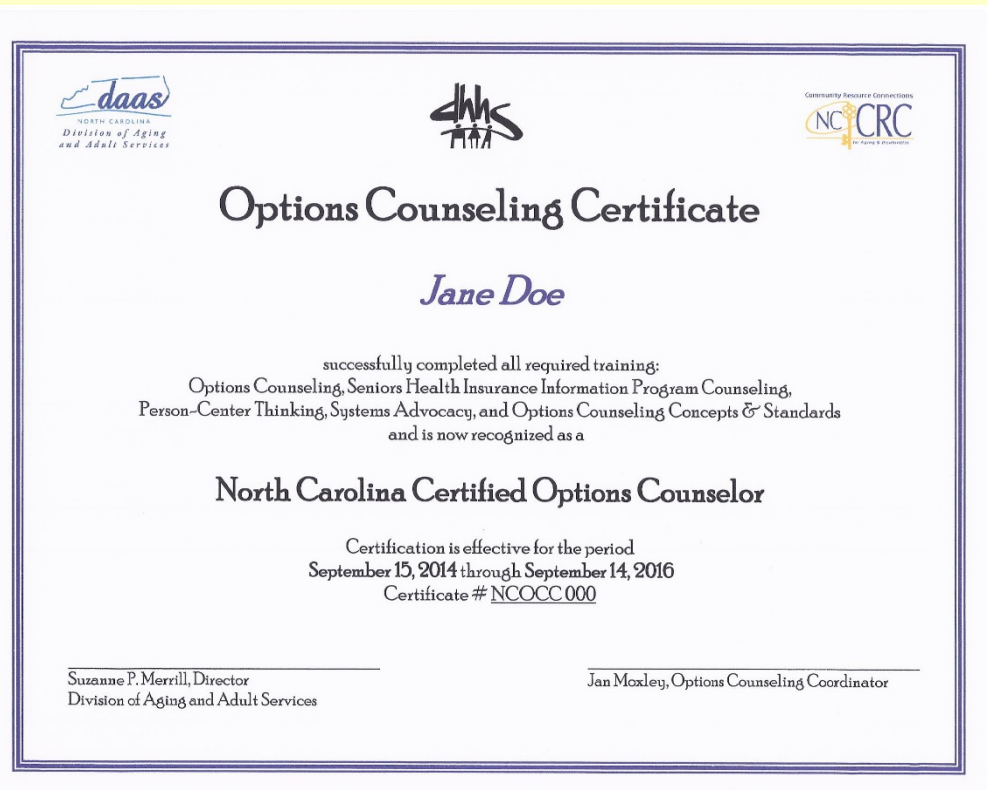 daas
NORTH CAROLINA
Division of Aging
and Adult Services
dhhs
Community Resource Connections
NC CRC
for Aging & Disabilities
Options Counseling Certificate
Jane Doe
successfully completed all required training:
Options Counseling, Seniors Health Insurance Information Program Counseling,
Person-Center Thinking, Systems Advocacy, and Options Counseling Concepts & Standards
and is now recognized as a
North Carolina Certified Options Counselor
Certification is effective for the period
September 15, 2014 through September 14, 2016
Certificate # NCOCC 000
Suzanne P. Merrill, Director
Division of Aging and Adult Services
Jan Moxley, Options Counseling Coordinator